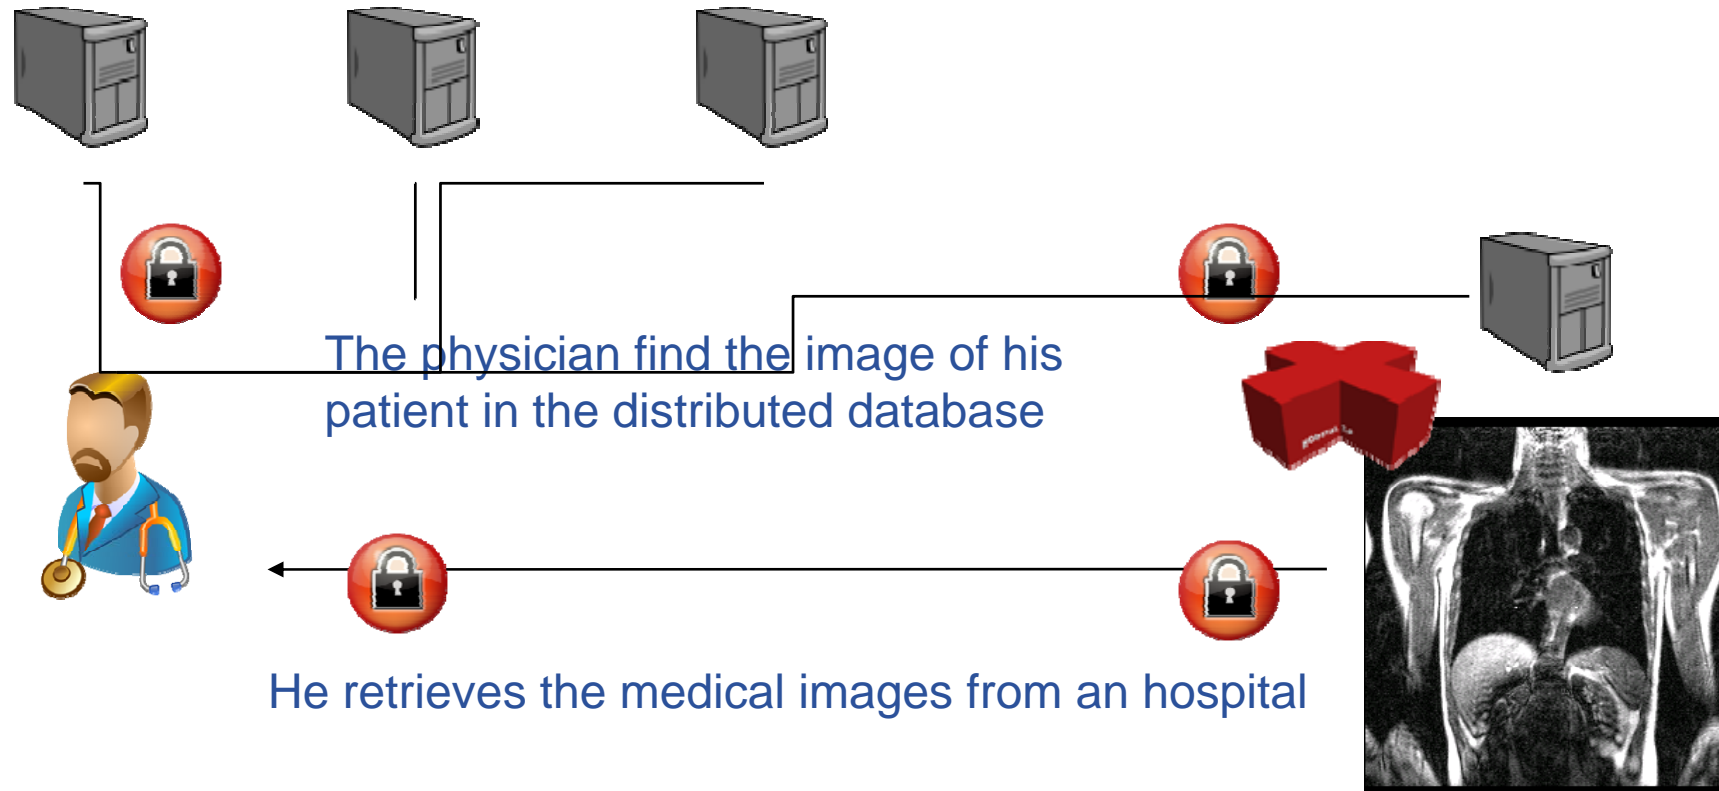 The physician find the image of his
patient in the distributed database
He retrieves the medical images from an hospital